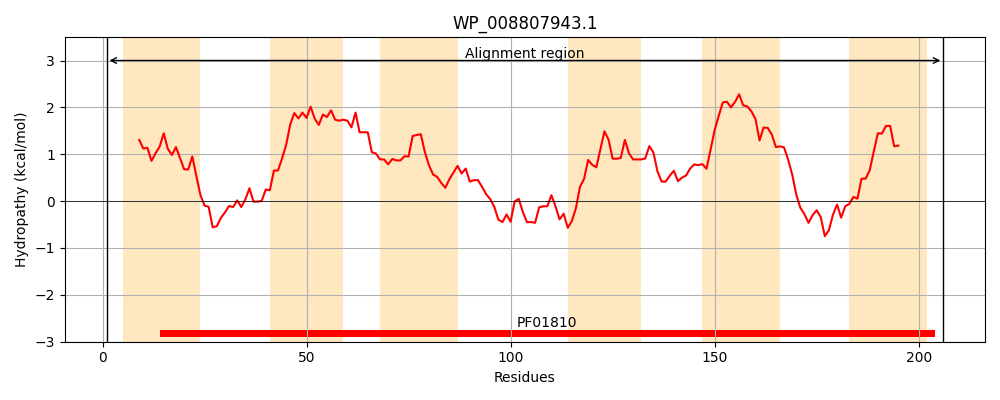 WP_008807943.1
Alignment region
Hydropathy (kcal/mol)
3
2
1
0
−1
−2
−3
PF01810
0 50 100 150 200
Residues